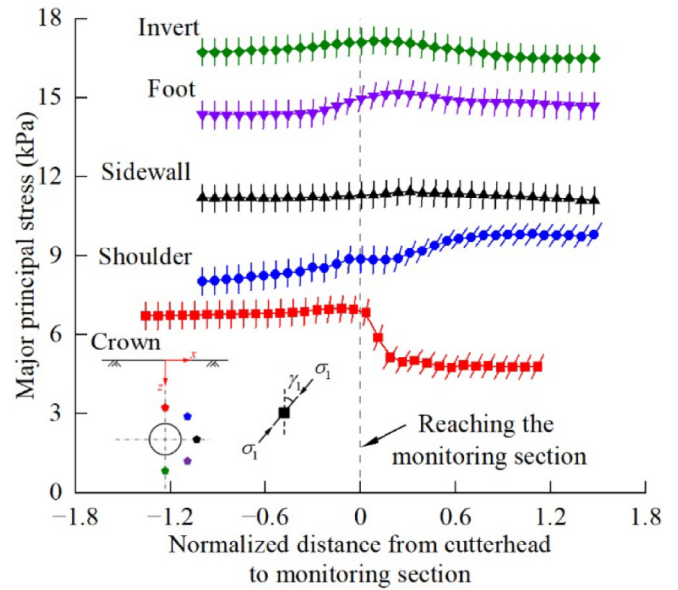 18
15
12
9
6
3
0
Major principal stress (kPa)
Invert
Foot
Sidewall
Shoulder
Crown
x
z
γ1
σ1
σ1
Reaching the
monitoring section
−1.8
−1.2
−0.6
0
0.6
1.2
1.8
Normalized distance from cutterhead
to monitoring section